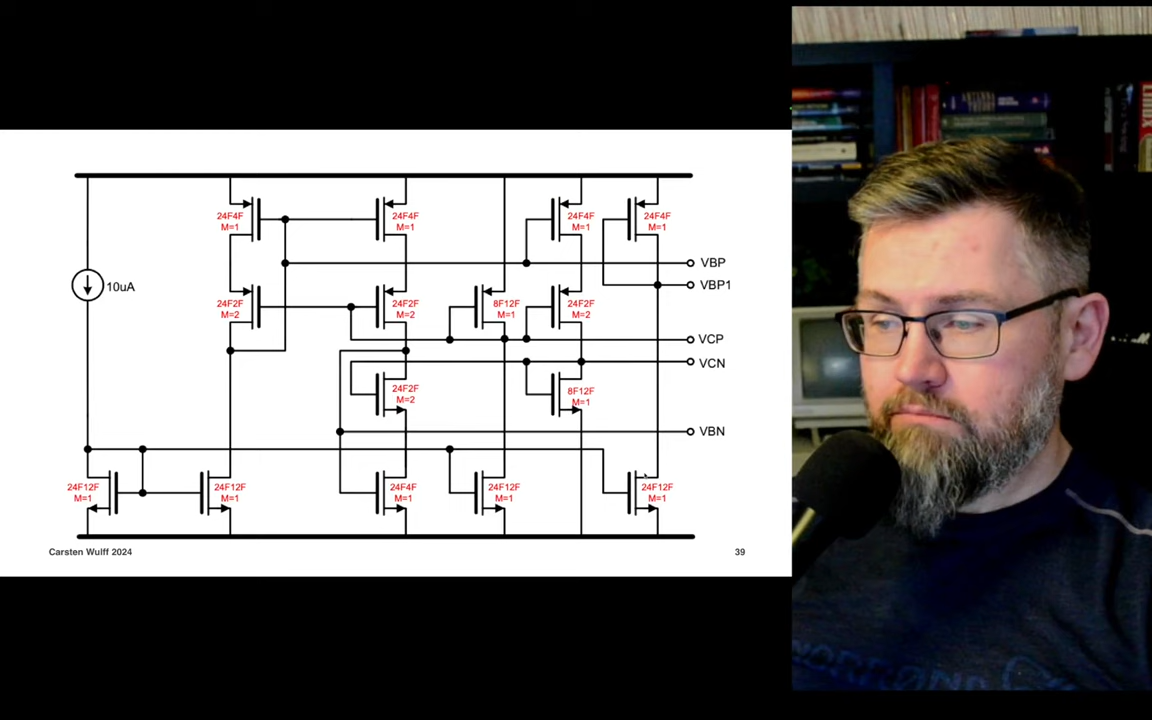 24F4F
M=1
24F4F
M=1
24F4F
M=1
24F4F
M=1
VBP
VBP1
10uA
24F2F
M=2
24F2F
M=2
8F12F
M=1
24F2F
M=2
VCP
VCN
24F2F
M=2
8F12F
M=1
VBN
24F12F
M=1
24F12F
M=1
24F4F
M=1
24F12F
M=1
24F12F
M=1
Carsten Wulff 2024
39